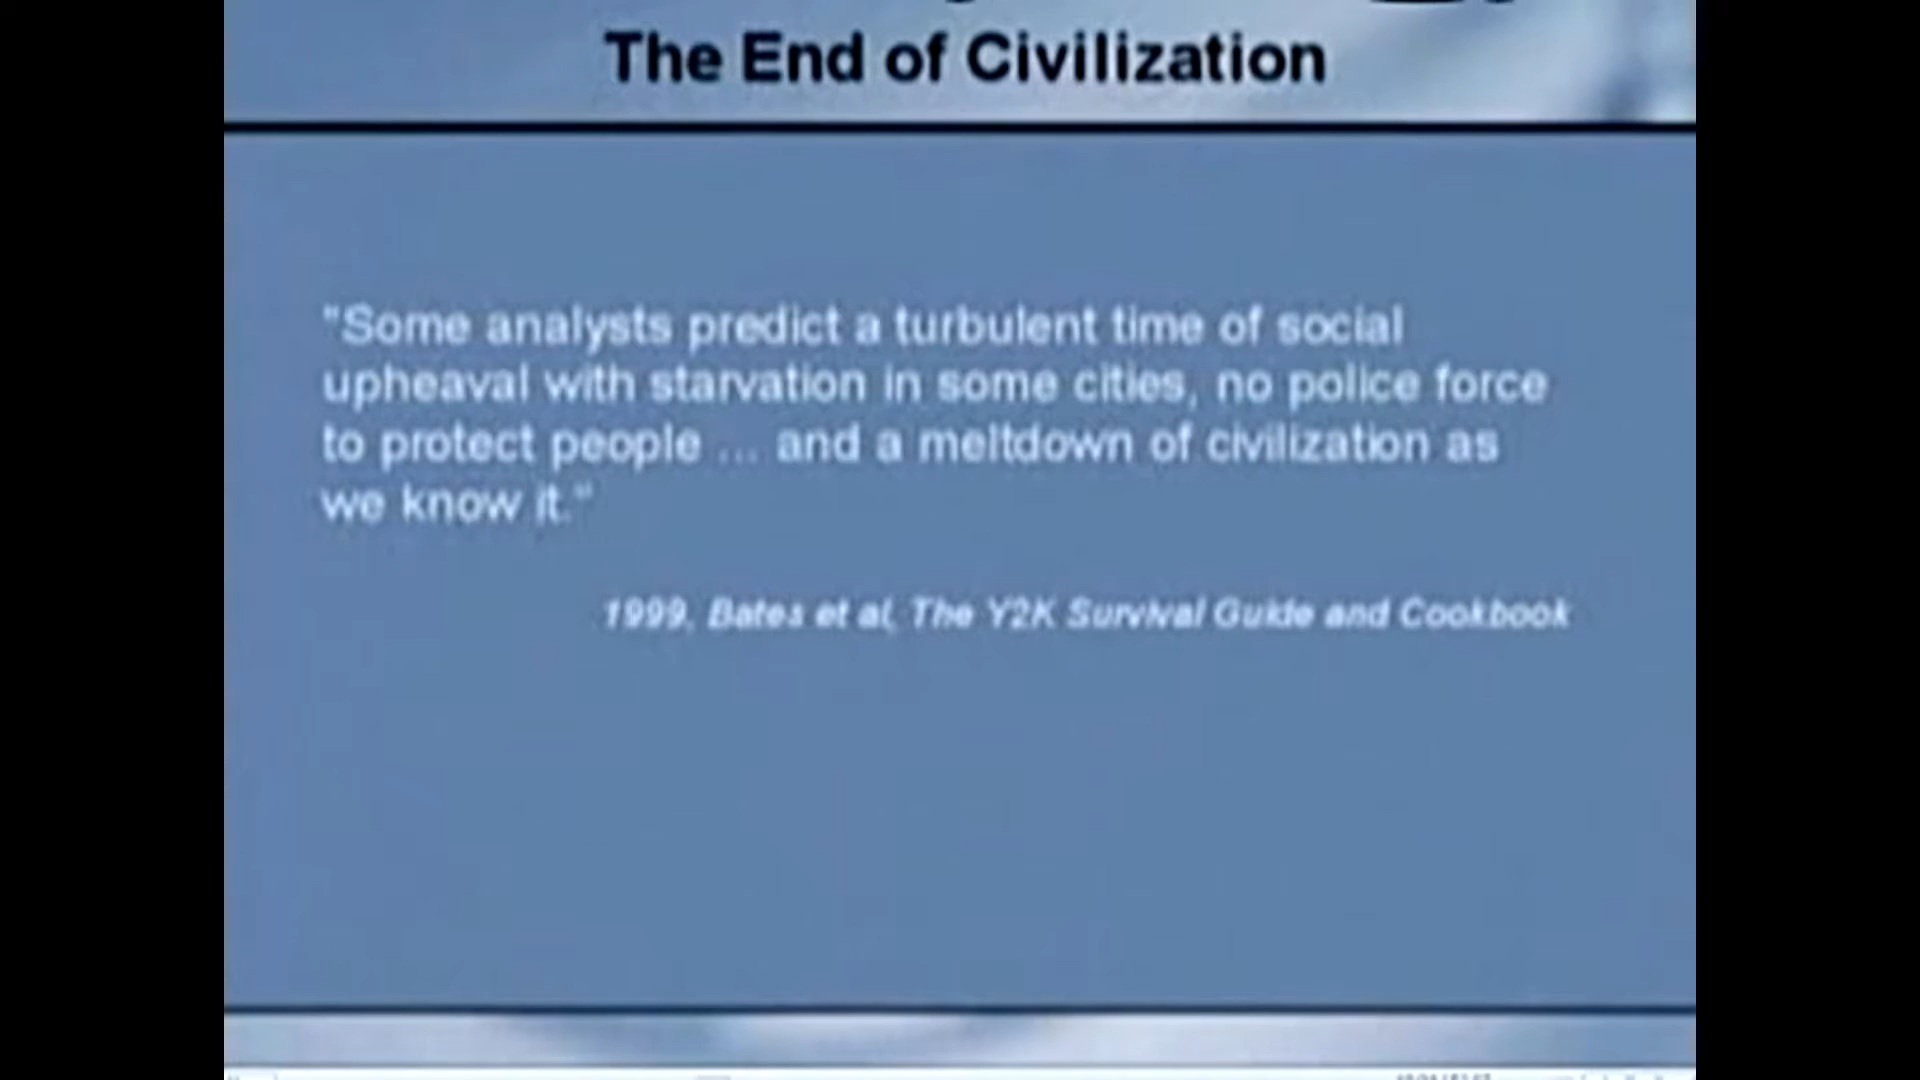 The End of Civilization
"Some analysts predict a turbulent time of social
upheaval with starvation in some cities, no police force
to protect people ... and a meltdown of civilization as
we know it."
1999, Bates et al, The Y2K Survival Guide and Cookbook